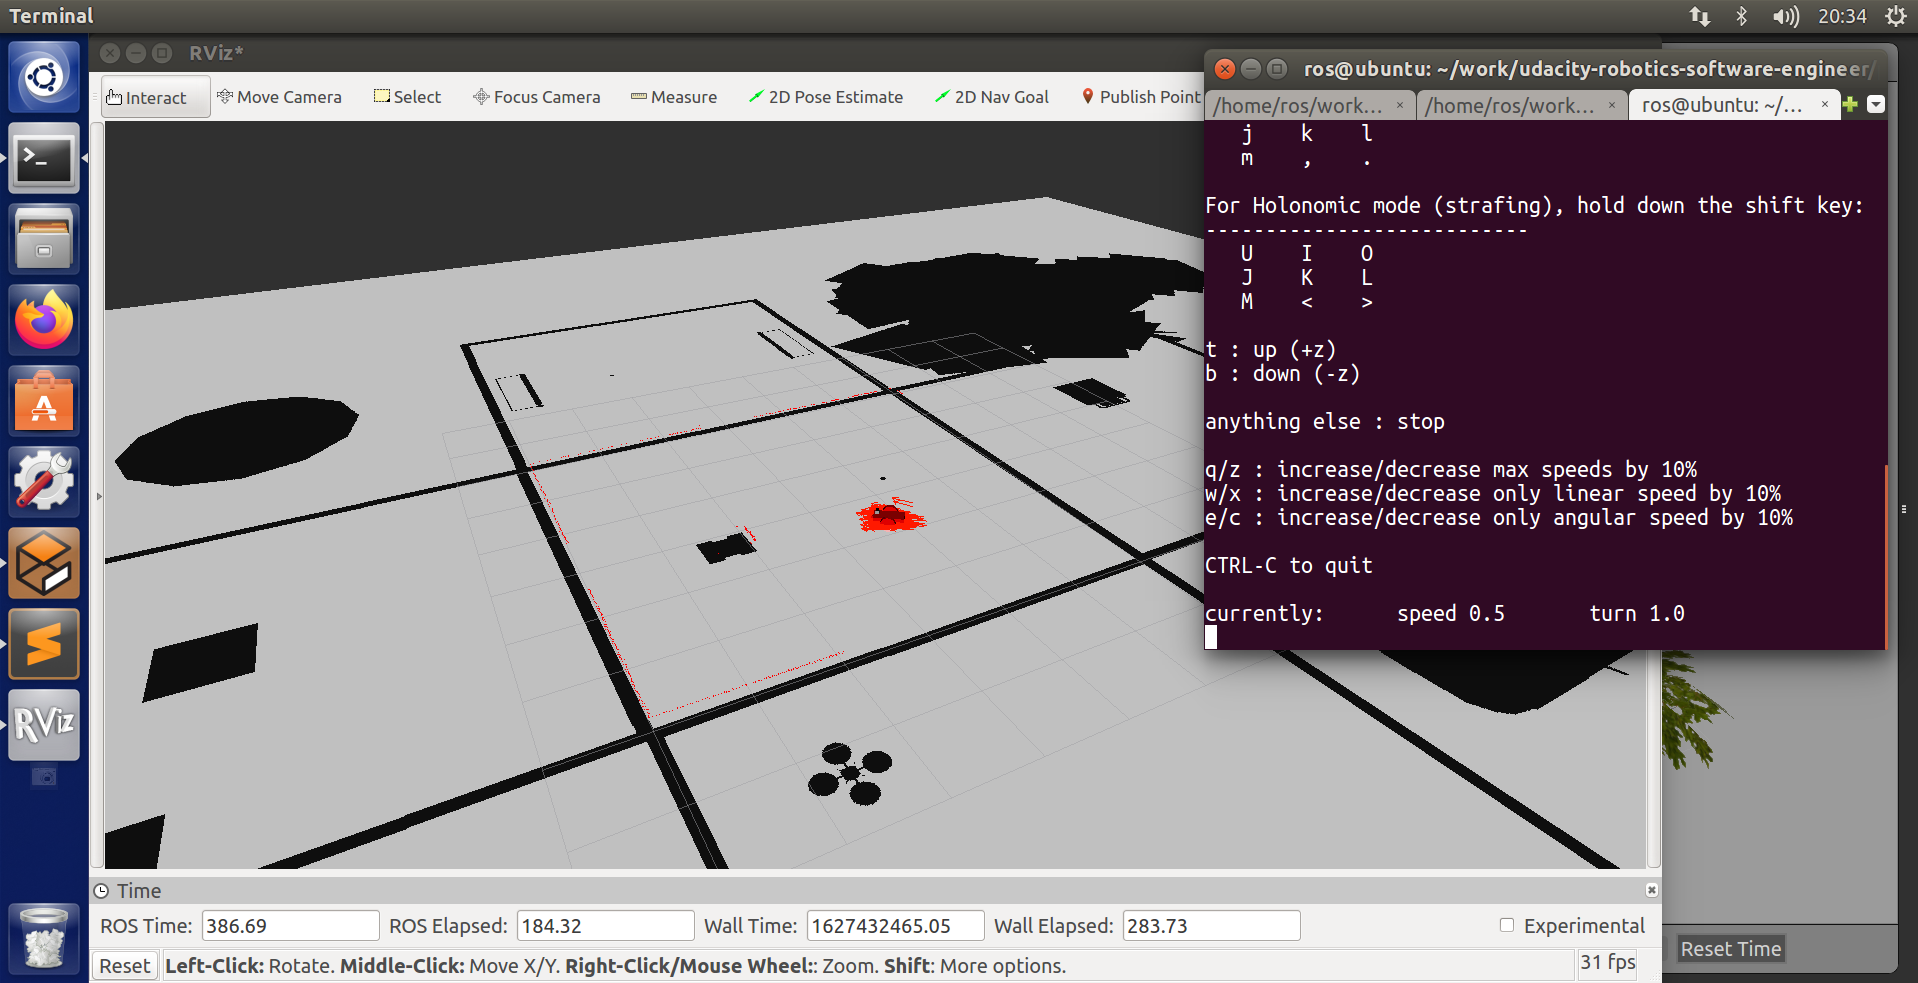 Terminal
20:34
RViz*
Interact
Move Camera
Select
Focus Camera
Measure
2D Pose Estimate
2D Nav Goal
Publish Point
ros@ubuntu: ~/work/udacity-robotics-software-engineer/
/home/ros/work... ×
/home/ros/work... ×
ros@ubuntu: ~/... ×
j k l
m , .
For Holonomic mode (strafing), hold down the shift key:
---------------------------
U I O
J K L
M < >
t : up (+z)
b : down (-z)
anything else : stop
q/z : increase/decrease max speeds by 10%
w/x : increase/decrease only linear speed by 10%
e/c : increase/decrease only angular speed by 10%
CTRL-C to quit
currently: speed 0.5 turn 1.0
RViz
Time
ROS Time: 386.69 ROS Elapsed: 184.32 Wall Time: 1627432465.05 Wall Elapsed: 283.73 Experimental
Reset Left-Click: Rotate. Middle-Click: Move X/Y. Right-Click/Mouse Wheel:: Zoom. Shift: More options. 31 fps
Reset Time